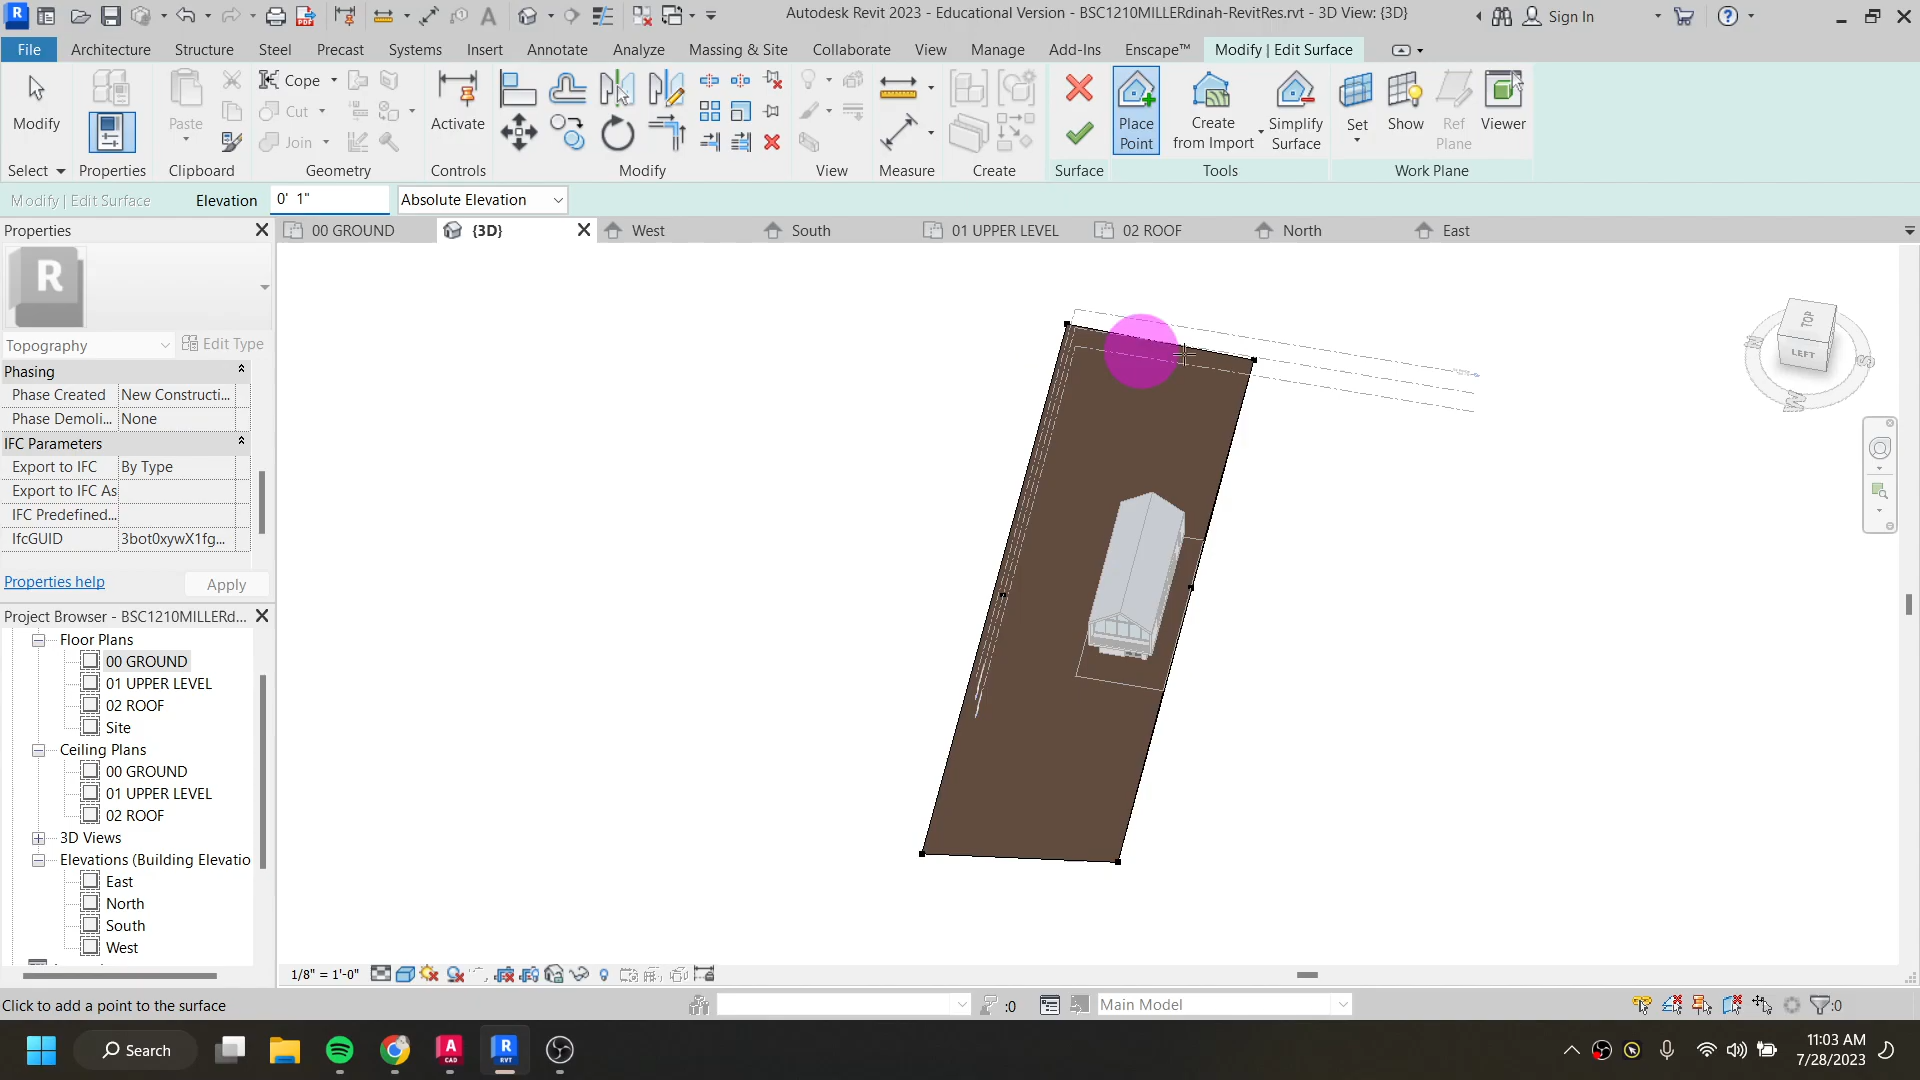 Autodesk Revit 2023 - Educational Version - BSC1210MILLERdinah-RevitRes.rvt - 3D View: {3D}
Sign In
File Architecture Structure Steel Precast Systems Insert Annotate Analyze Massing & Site Collaborate View Manage Add-Ins Enscape™ Modify | Edit Surface
Modify
Paste
Cope
Cut
Join
Activate
Place Point
Create from Import
Simplify Surface
Set
Show
Ref Plane
Viewer
Select Properties Clipboard Geometry Controls Modify View Measure Create Surface Tools Work Plane
Modify | Edit Surface Elevation 0' 1" Absolute Elevation
Properties
00 GROUND {3D} West South 01 UPPER LEVEL 02 ROOF North East
R
Topography Edit Type
Phasing
Phase Created New Constructi...
Phase Demoli... None
IFC Parameters
Export to IFC By Type
Export to IFC As
IFC Predefined...
IfcGUID 3bot0xywX1fg...
Properties help Apply
Project Browser - BSC1210MILLERd...
Floor Plans
00 GROUND
01 UPPER LEVEL
02 ROOF
Site
Ceiling Plans
00 GROUND
01 UPPER LEVEL
02 ROOF
3D Views
Elevations (Building Elevatio
East
North
South
West
TOP
LEFT
1/8" = 1'-0"
Click to add a point to the surface
:0
Main Model
:0
Search
11:03 AM
7/28/2023